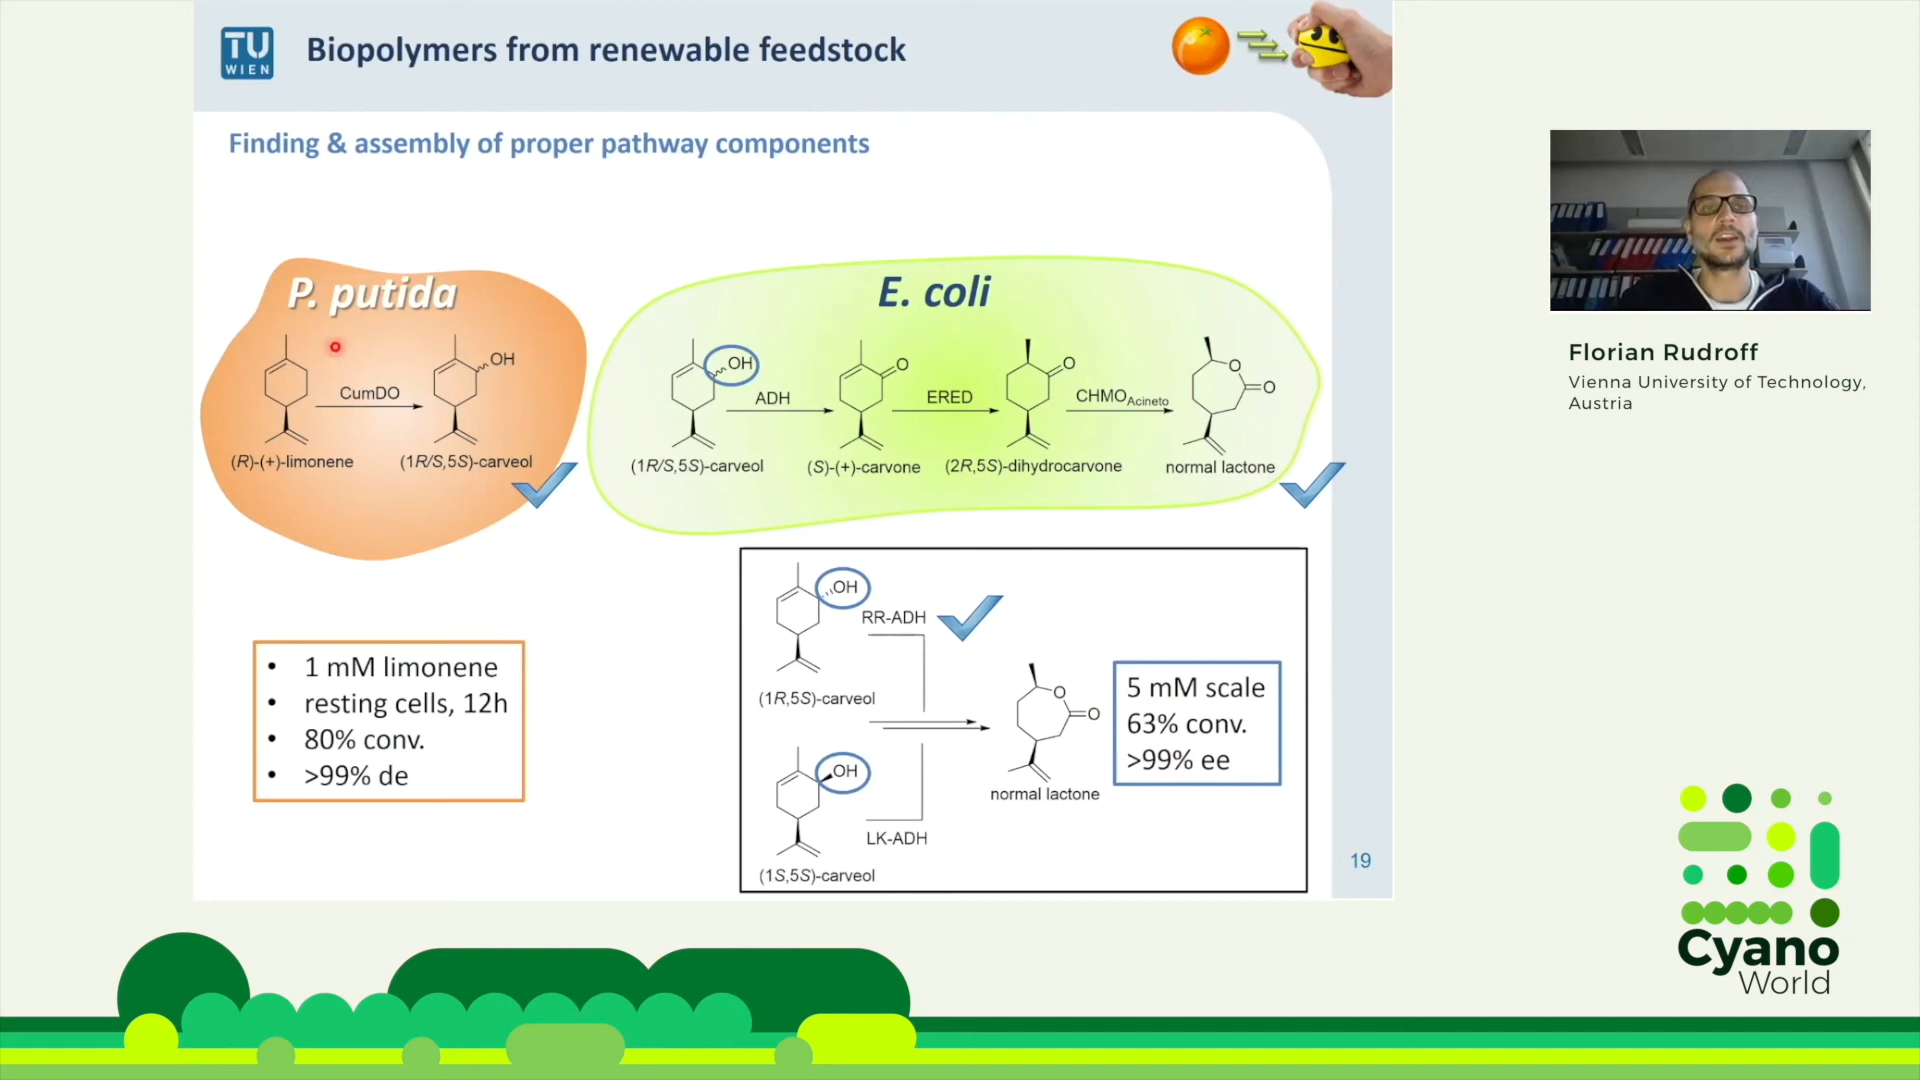 TU
WIEN
Biopolymers from renewable feedstock
Finding & assembly of proper pathway components
P. putida
OH
CumDO
(R)-(+)-limonene
(1R/S,5S)-carveol
E. coli
OH
ADH
O
ERED
O
CHMOAcineto
O
O
(1R/S,5S)-carveol
(S)-(+)-carvone
(2R,5S)-dihydrocarvone
normal lactone
• 1 mM limonene
• resting cells, 12h
• 80% conv.
• >99% de
OH
RR-ADH
(1R,5S)-carveol
OH
LK-ADH
(1S,5S)-carveol
O
O
normal lactone
5 mM scale
63% conv.
>99% ee
19
Florian Rudroff
Vienna University of Technology,
Austria
Cyano
World